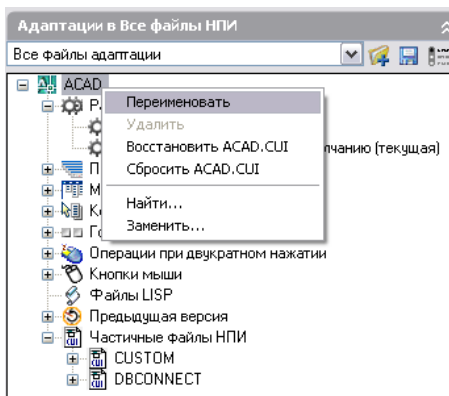 Адаптации в Все файлы НПИ
Все файлы адаптации
ACAD
Переименовать
Удалить
Восстановить ACAD.CUI
лчанию (текущая)
Сбросить ACAD.CUI
Найти...
Заменить...
Операции при двукратном нажатии
Кнопки мыши
Файлы LISP
Предыдущая версия
Частичные файлы НПИ
CUSTOM
DBCONNECT